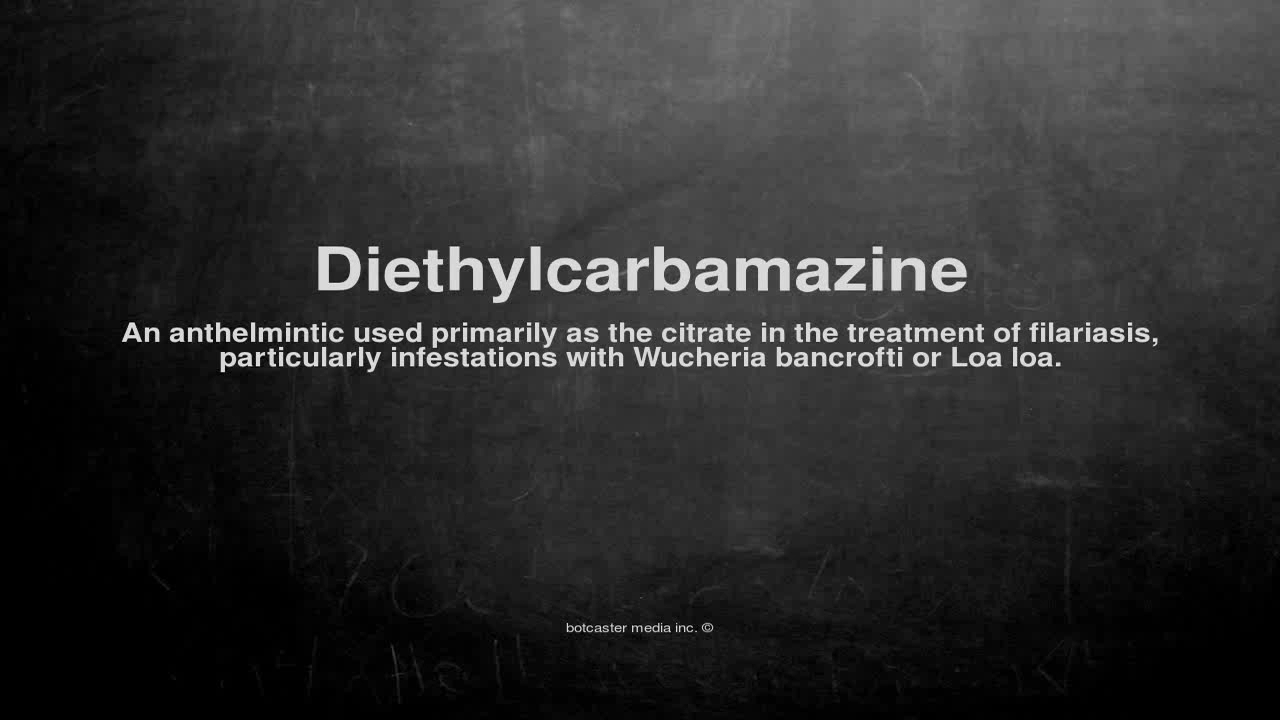 Diethylcarbamazine
An anthelmintic used primarily as the citrate in the treatment of filariasis,
particularly infestations with Wucheria bancrofti or Loa loa.
botcaster media inc. ©